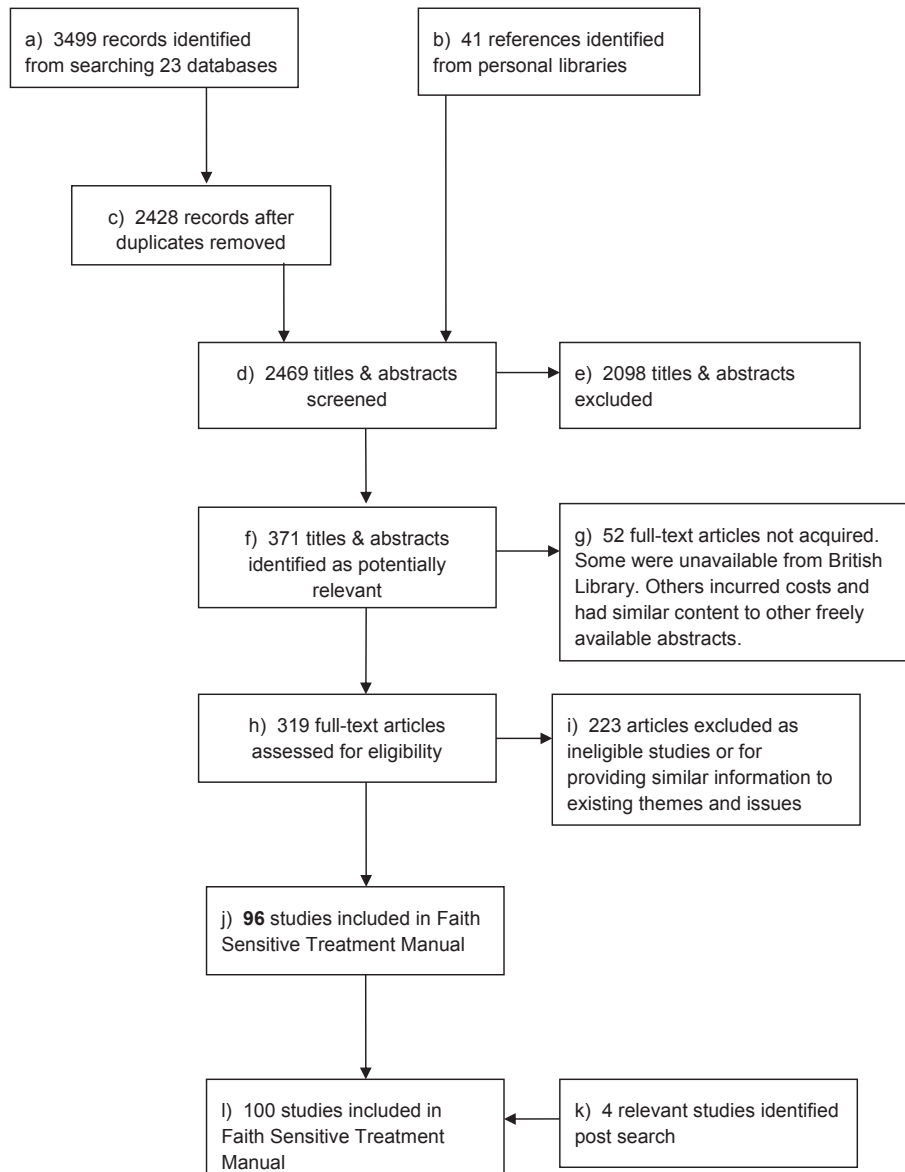 a) 3499 records identified
from searching 23 databases
b) 41 references identified
from personal libraries
c) 2428 records after
duplicates removed
d) 2469 titles & abstracts
screened
e) 2098 titles & abstracts
excluded
f) 371 titles & abstracts
identified as potentially
relevant
g) 52 full-text articles not acquired.
Some were unavailable from British
Library. Others incurred costs and
had similar content to other freely
available abstracts.
h) 319 full-text articles
assessed for eligibility
i) 223 articles excluded as
ineligible studies or for
providing similar information to
existing themes and issues
j) 96 studies included in Faith
Sensitive Treatment Manual
l) 100 studies included in
Faith Sensitive Treatment
Manual
k) 4 relevant studies identified
post search